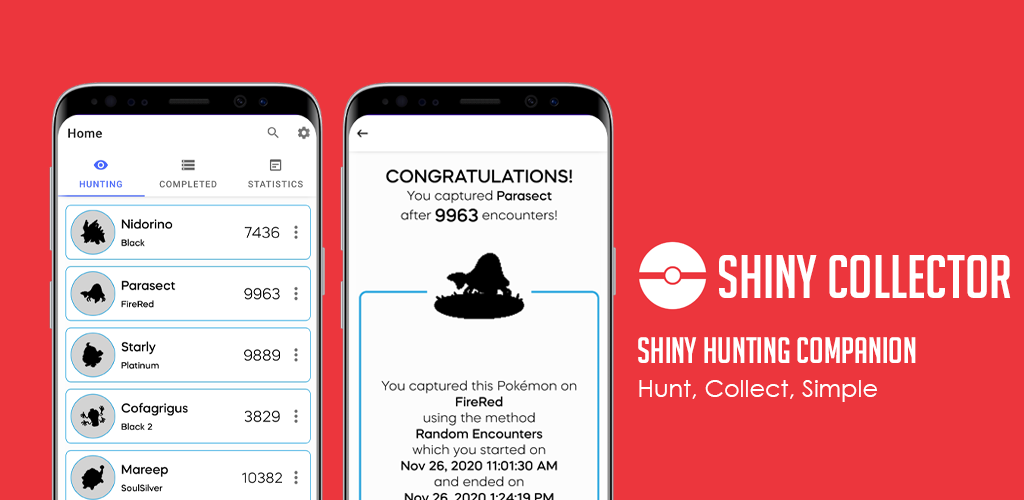 Home
HUNTING
COMPLETED
STATISTICS
Nidorino
Black
7436
Parasect
FireRed
9963
Starly
Platinum
9889
Cofagrigus
Black 2
3829
Mareep
SoulSilver
10382
CONGRATULATIONS!
You captured Parasect
after 9963 encounters!
You captured this Pokémon on
FireRed
using the method
Random Encounters
which you started on
Nov 26, 2020 11:01:30 AM
and ended on
Nov 26, 2020 1:24:19 PM
SHINY COLLECTOR
SHINY HUNTING COMPANION
Hunt, Collect, Simple